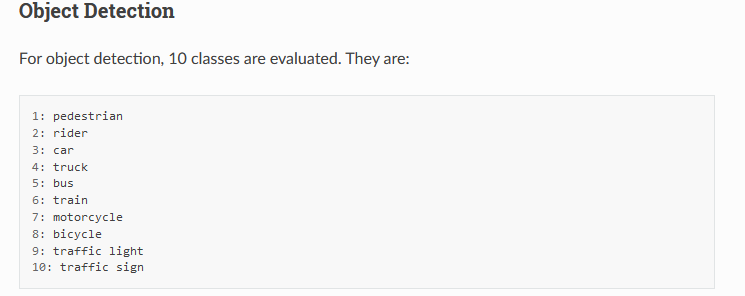 Object Detection
For object detection, 10 classes are evaluated. They are:
1: pedestrian
2: rider
3: car
4: truck
5: bus
6: train
7: motorcycle
8: bicycle
9: traffic light
10: traffic sign